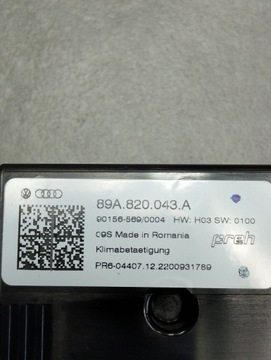 89A.820.043.A
90156-569/0004 HW: H03 SW: 0100
09S Made in Romania
preh
Klimabetaetigung
PR6-04407.12.2200931789